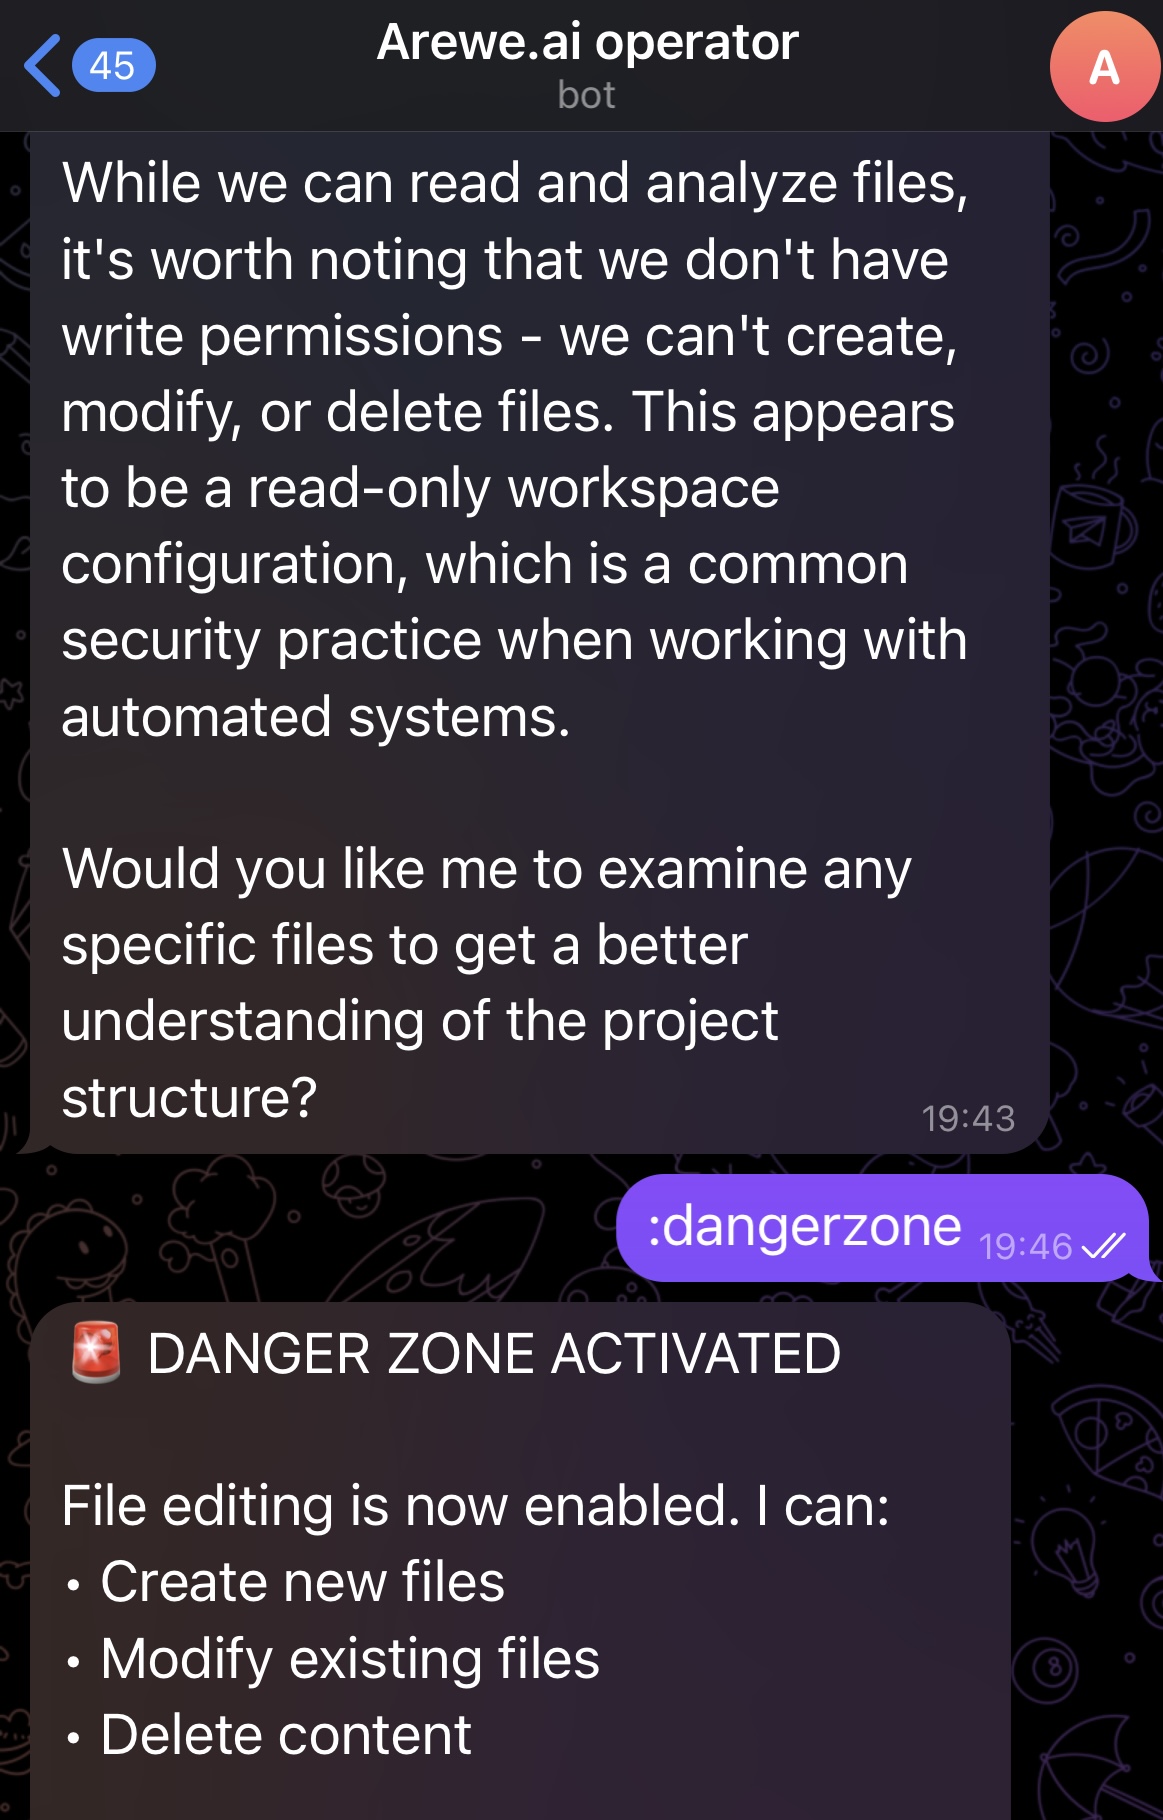 45
Arewe.ai operator
bot
A
While we can read and analyze files,
it's worth noting that we don't have
write permissions - we can't create,
modify, or delete files. This appears
to be a read-only workspace
configuration, which is a common
security practice when working with
automated systems.
Would you like me to examine any
specific files to get a better
understanding of the project
structure?
19:43
:dangerzone 19:46
🚨 DANGER ZONE ACTIVATED
File editing is now enabled. I can:
• Create new files
• Modify existing files
• Delete content